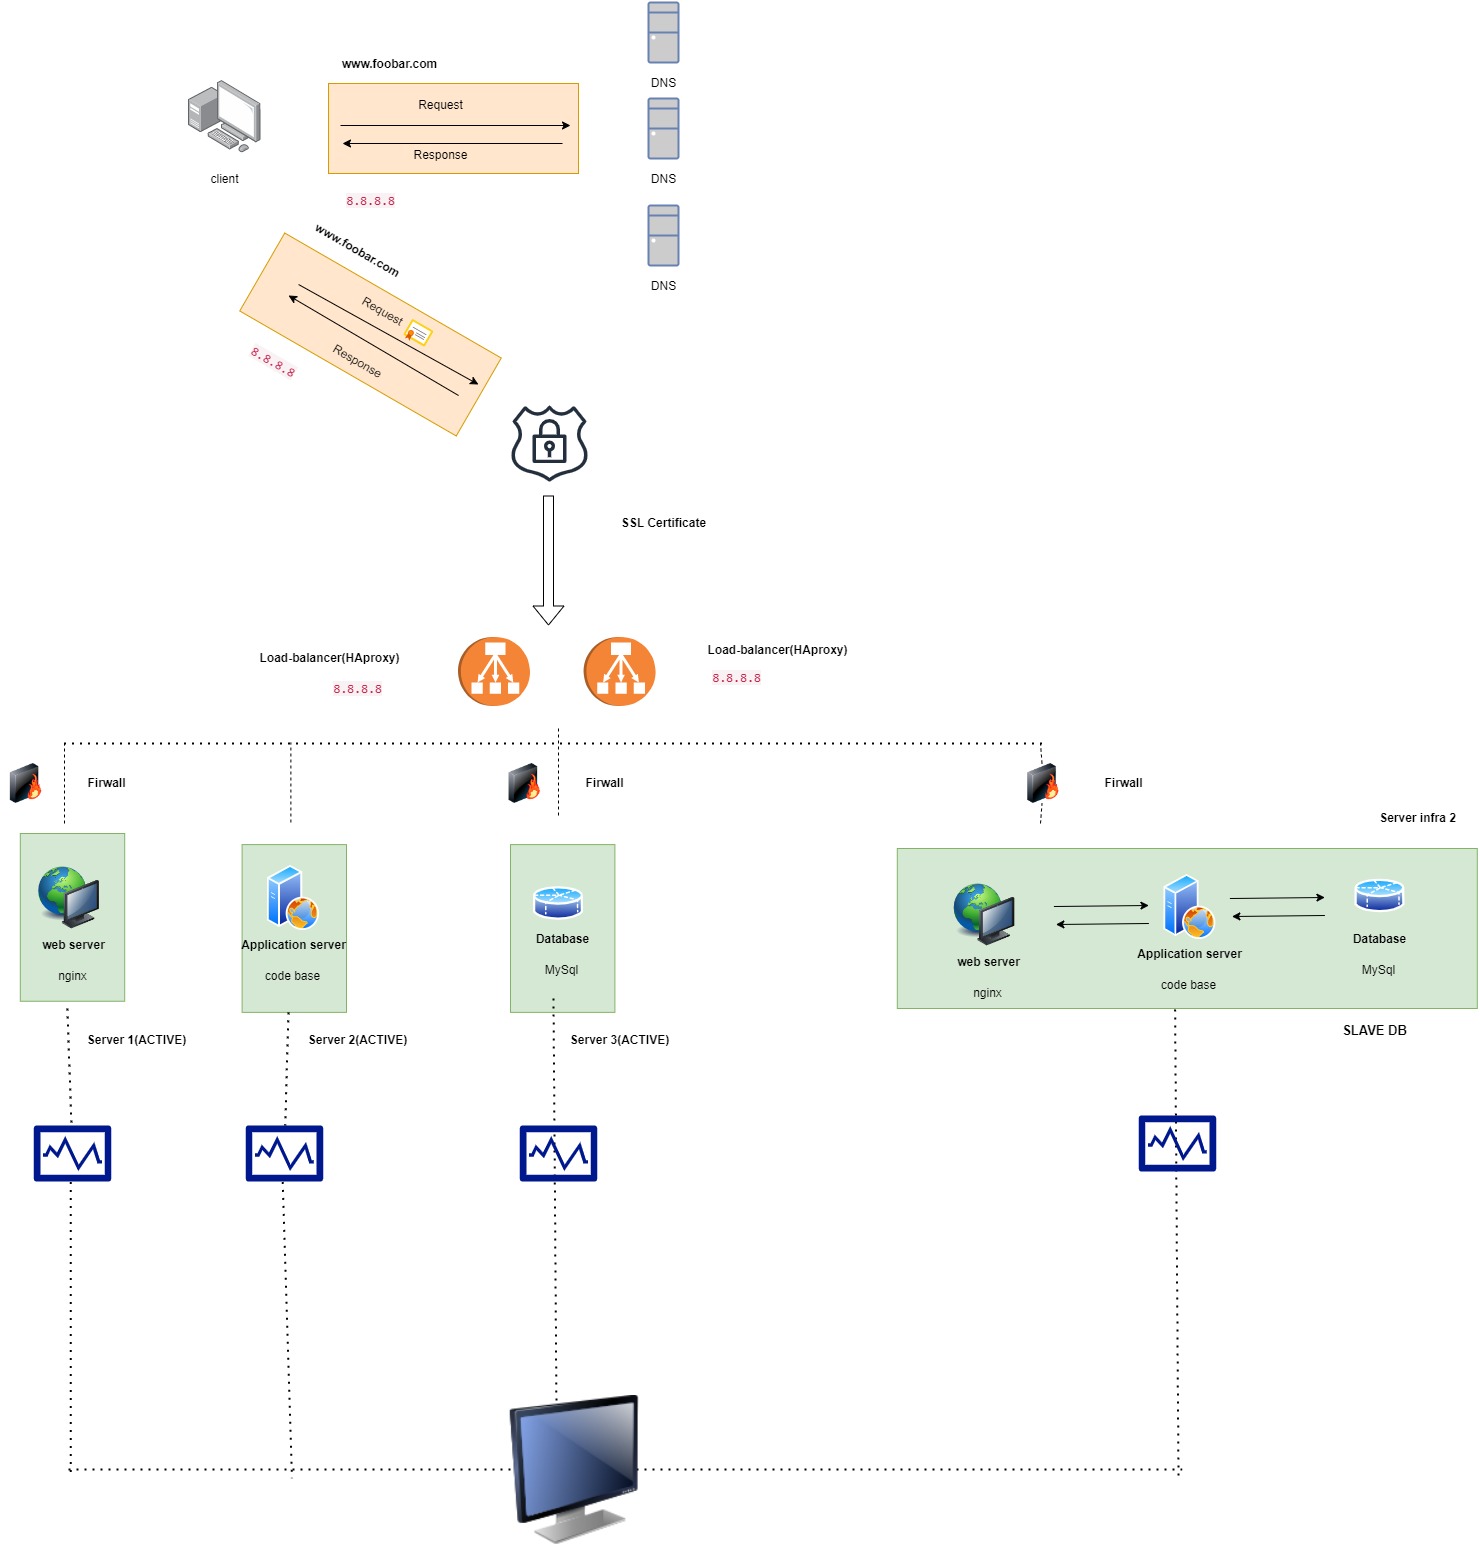 DNS
www.foobar.com
Request
Response
DNS
client
DNS
8.8.8.8
www.foobar.com
Request
Response
8.8.8.8
SSL Certificate
Load-balancer(HAproxy)
8.8.8.8
Load-balancer(HAproxy)
8.8.8.8
Firwall
Firwall
Firwall
Server infra 2
web server
nginx
Application server
code base
Database
MySql
web server
nginx
Application server
code base
Database
MySql
Server 1(ACTIVE)
Server 2(ACTIVE)
Server 3(ACTIVE)
SLAVE DB